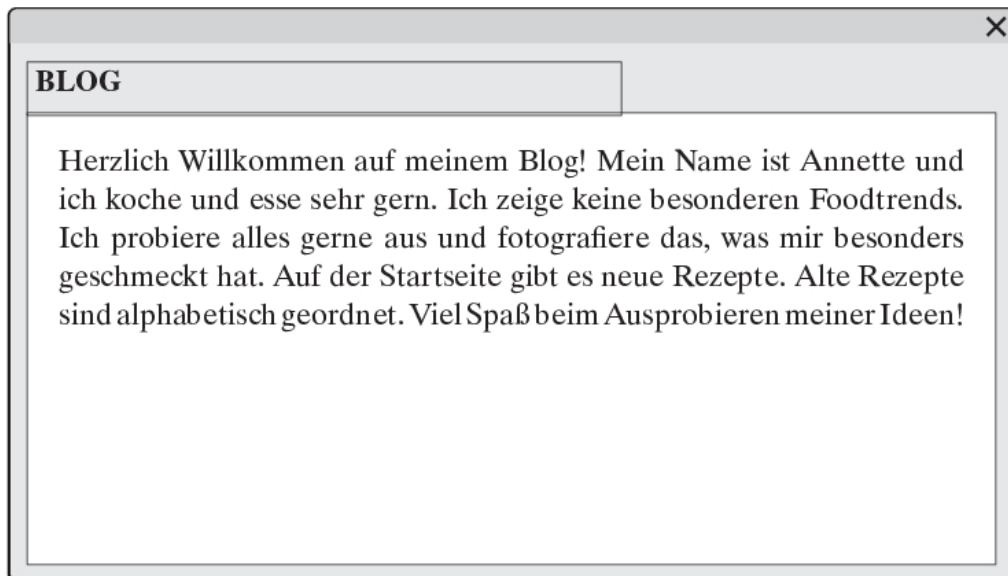 BLOG
Herzlich Willkommen auf meinem Blog! Mein Name ist Annette und
ich koche und esse sehr gern. Ich zeige keine besonderen Foodtrends.
Ich probiere alles gerne aus und fotografiere das, was mir besonders
geschmeckt hat. Auf der Startseite gibt es neue Rezepte. Alte Rezepte
sind alphabetisch geordnet. Viel Spaß beim Ausprobieren meiner Ideen!